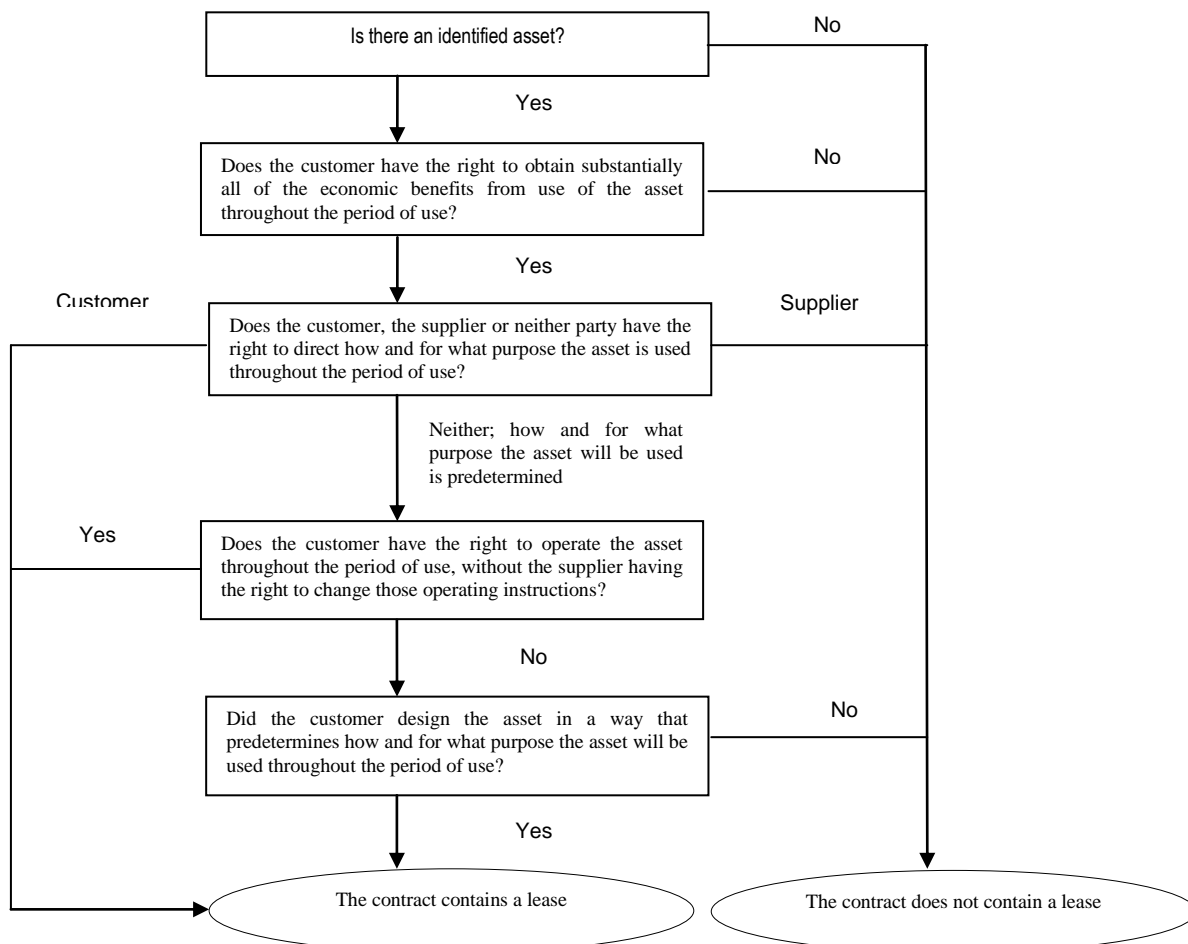 Is there an identified asset?
No
Yes
Does the customer have the right to obtain substantially
all of the economic benefits from use of the asset
throughout the period of use?
No
Yes
Customer
Supplier
Does the customer, the supplier or neither party have the
right to direct how and for what purpose the asset is used
throughout the period of use?
Neither; how and for what
purpose the asset will be used
is predetermined
Yes
Does the customer have the right to operate the asset
throughout the period of use, without the supplier having
the right to change those operating instructions?
No
Did the customer design the asset in a way that
predetermines how and for what purpose the asset will be
used throughout the period of use?
No
Yes
The contract contains a lease
The contract does not contain a lease